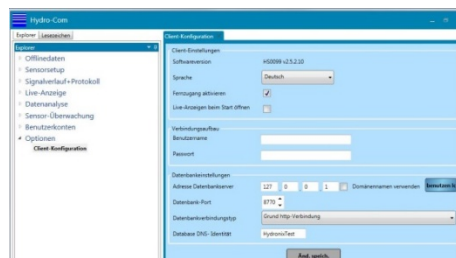 Hydro-Com
Explorer Lesezeichen
Explorer
Offlinedaten
Sensorsetup
Signalverlauf+Protokoll
Live-Anzeige
Datenanalyse
Sensor-Überwachung
Benutzerkonten
Optionen
Client-Konfiguration
Client-Konfiguration
Client-Einstellungen
Softwareversion HS0099 v2.5.2.10
Sprache Deutsch
Fernzugang aktivieren
Live-Anzeigen beim Start öffnen
Verbindungsaufbau
Benutzername
Passwort
Datenbankeinstellungen
Adresse Datenbankserver 127 0 0 1 Domänennamen verwenden
Datenbank-Port 8770
Datenbankverbindungstyp Grund http-Verbindung
Database DNS- Identität HydronixTest
Änd. speich.